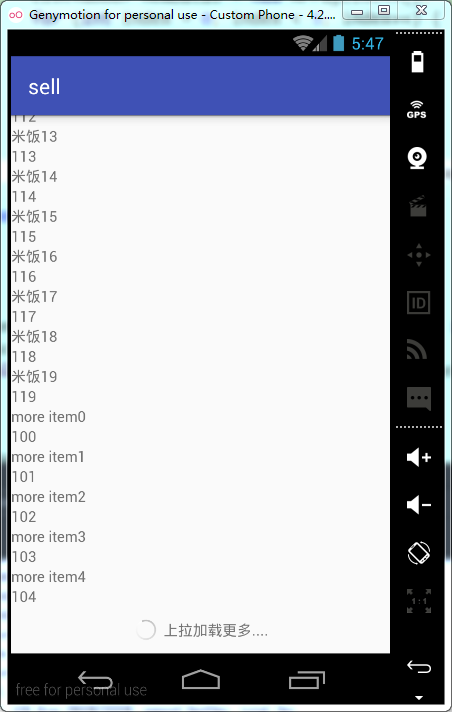 Genymotion for personal use - Custom Phone - 4.2....
5:47
sell
112
米饭13
113
米饭14
114
米饭15
115
米饭16
116
米饭17
117
米饭18
118
米饭19
119
more item0
100
more item1
101
more item2
102
more item3
103
more item4
104
上拉加载更多....
free for personal use
GPS
ID
1:1